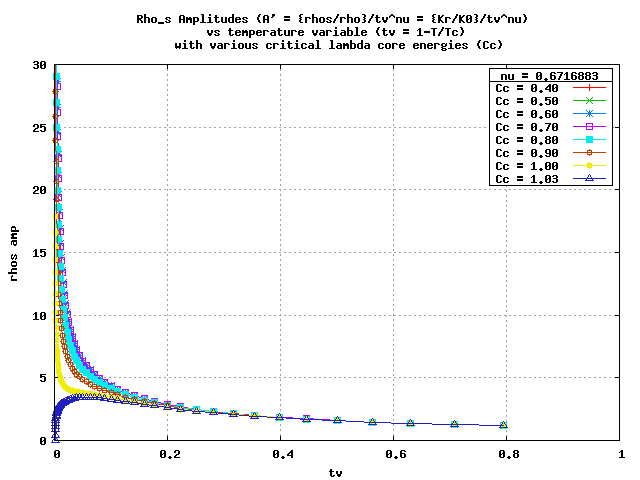 Rho_s Amplitudes (A' = {rhos/rho}/tv^nu = {Kr/K0}/tv^nu)
vs temperature variable (tv = 1-T/Tc)
with various critical lambda core energies (Cc)
nu = 0.6716883
Cc = 0.40
Cc = 0.50
Cc = 0.60
Cc = 0.70
Cc = 0.80
Cc = 0.90
Cc = 1.00
Cc = 1.03
30
25
20
15
10
5
0
rhos amp
0 0.2 0.4 0.6 0.8 1
tv